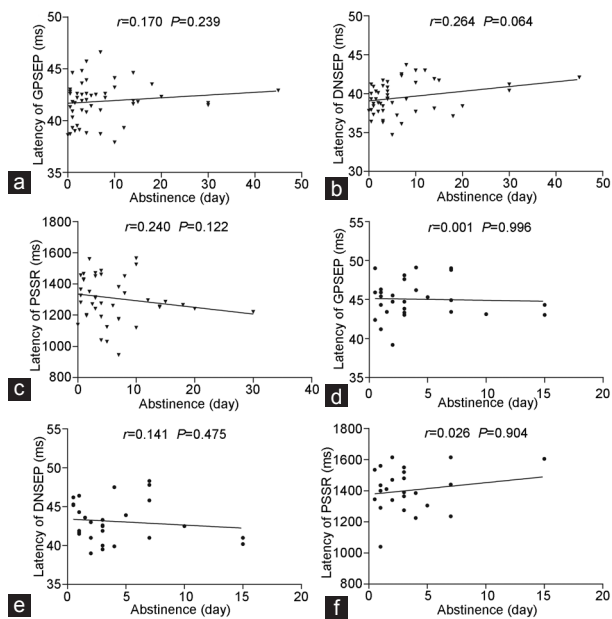 r=0.170 P=0.239
50
45
40
35
Latency of GPSEP (ms)
0 10 20 30 40 50
Abstinence (day)
a
r=0.264 P=0.064
50
45
40
35
30
Latency of DNSEP (ms)
0 10 20 30 40 50
Abstinence (day)
b
r=0.240 P=0.122
1800
1600
1400
1200
1000
800
Latency of PSSR (ms)
0 10 20 30 40
Abstinence (day)
c
r=0.001 P=0.996
55
50
45
40
35
Latency of GPSEP (ms)
0 5 10 15 20
Abstinence (day)
d
r=0.141 P=0.475
55
50
45
40
35
Latency of DNSEP (ms)
0 5 10 15 20
Abstinence (day)
e
r=0.026 P=0.904
1800
1600
1400
1200
1000
800
Latency of PSSR (ms)
0 5 10 15 20
Abstinence (day)
f